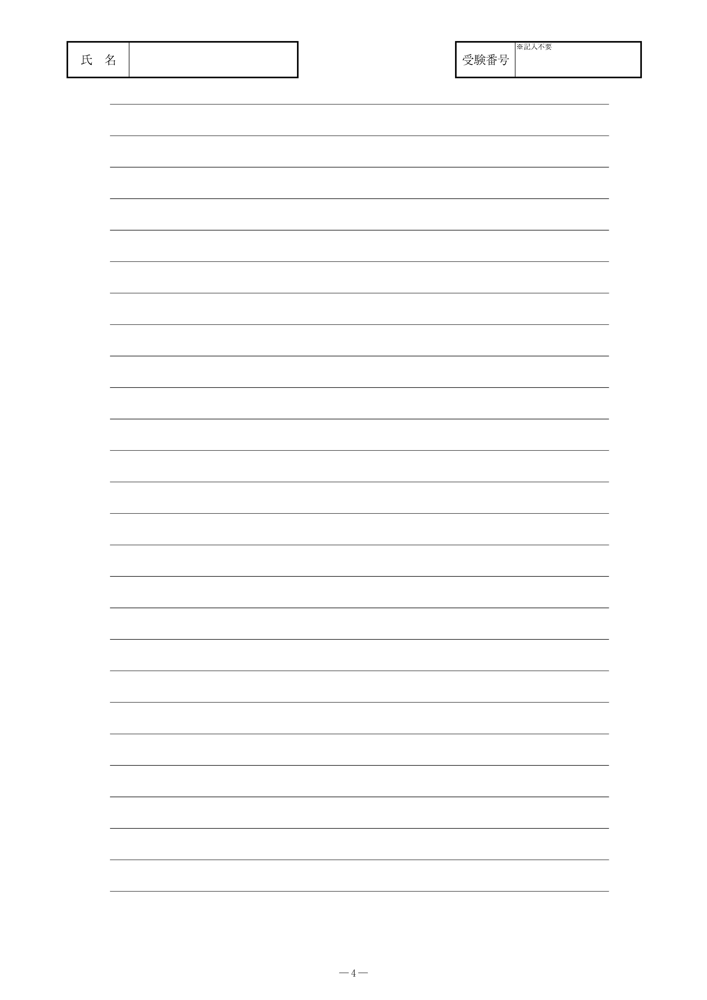 氏　名
受験番号
※記入不要
― 4 ―